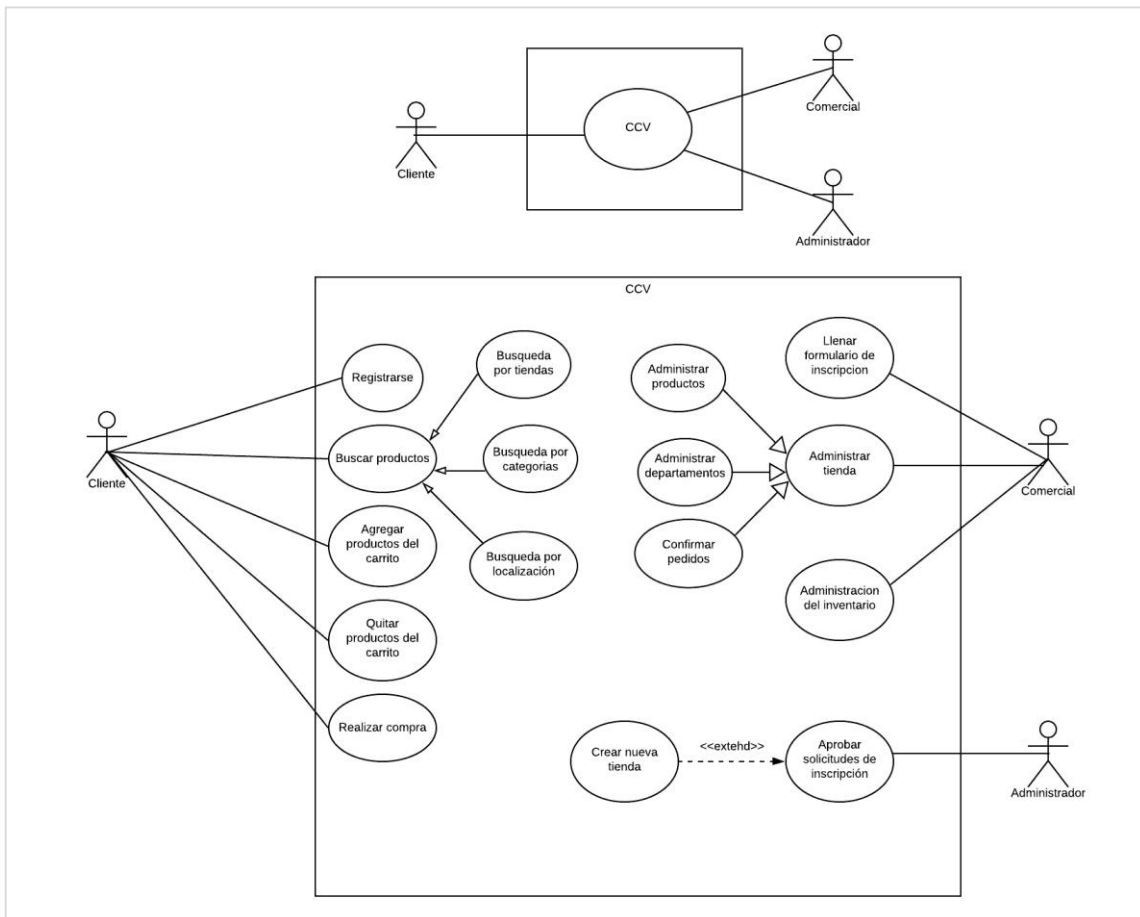 Comercial
CCV
Cliente
Administrador
CCV
Registrarse
Busqueda
por tiendas
Buscar productos
Busqueda por
categorias
Agregar
productos del
carrito
Busqueda por
localización
Quitar
productos del
carrito
Realizar compra
Cliente
Administrar
productos
Administrar
departamentos
Confirmar
pedidos
Llenar
formulario de
inscripcion
Administrar
tienda
Administracion
del inventario
Comercial
Crear nueva
tienda
<<extehd>>
Aprobar
solicitudes de
inscripción
Administrador